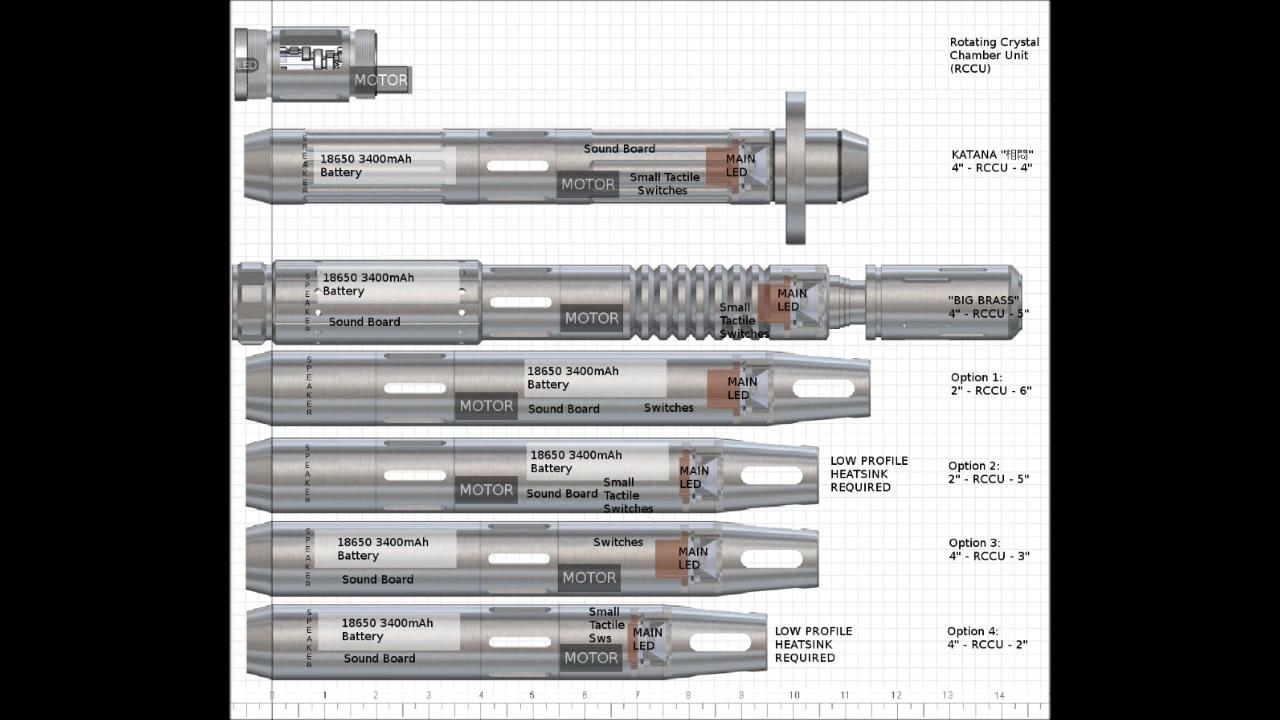 Rotating Crystal
Chamber Unit
(RCCU)
LED
MOTOR
SPEAKER
18650 3400mAh
Battery
Sound Board
MOTOR
Small Tactile
Switches
MAIN
LED
KATANA "相悶"
4" - RCCU - 4"
SPEAKER
18650 3400mAh
Battery
Sound Board
MOTOR
Small
Tactile
Switches
MAIN
LED
"BIG BRASS"
4" - RCCU - 5"
SPEAKER
18650 3400mAh
Battery
MOTOR
Sound Board
Switches
MAIN
LED
Option 1:
2" - RCCU - 6"
SPEAKER
18650 3400mAh
Battery
MOTOR
Sound Board
Small
Tactile
Switches
MAIN
LED
LOW PROFILE
HEATSINK
REQUIRED
Option 2:
2" - RCCU - 5"
SPEAKER
18650 3400mAh
Battery
Sound Board
Switches
MOTOR
MAIN
LED
Option 3:
4" - RCCU - 3"
SPEAKER
18650 3400mAh
Battery
Sound Board
Small
Tactile
Sws
MOTOR
MAIN
LED
LOW PROFILE
HEATSINK
REQUIRED
Option 4:
4" - RCCU - 2"
0 1 2 3 4 5 6 7 8 9 10 11 12 13 14